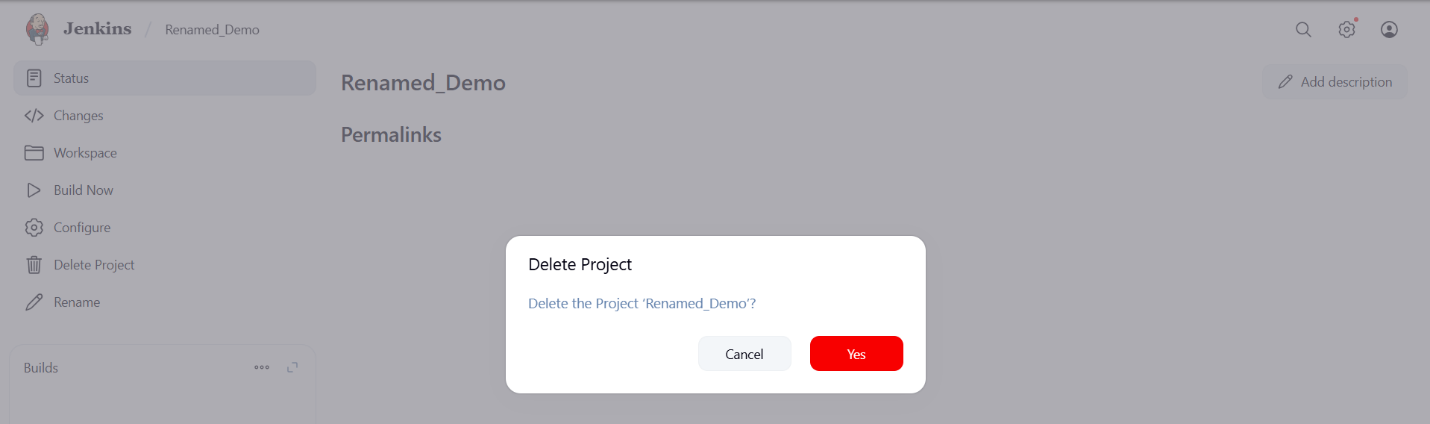 Jenkins / Renamed_Demo
Status
Changes
Workspace
Build Now
Configure
Delete Project
Rename
Builds
Renamed_Demo
Add description
Permalinks
Delete Project
Delete the Project ‘Renamed_Demo’?
Cancel
Yes